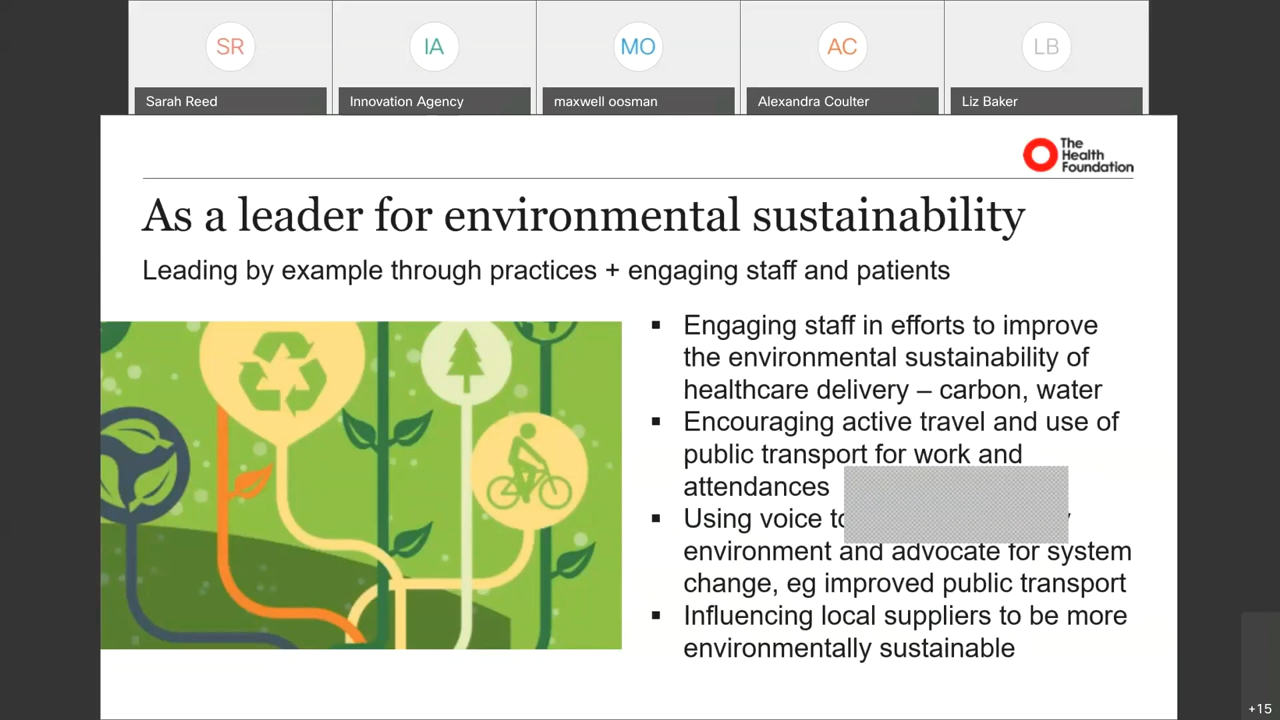 SR
IA
MO
AC
LB
Sarah Reed
Innovation Agency
maxwell oosman
Alexandra Coulter
Liz Baker
The
Health
Foundation
As a leader for environmental sustainability
Leading by example through practices + engaging staff and patients
▪ Engaging staff in efforts to improve
the environmental sustainability of
healthcare delivery – carbon, water
▪ Encouraging active travel and use of
public transport for work and
attendances
▪ Using voice
environment and advocate for system
change, eg improved public transport
▪ Influencing local suppliers to be more
environmentally sustainable
+15